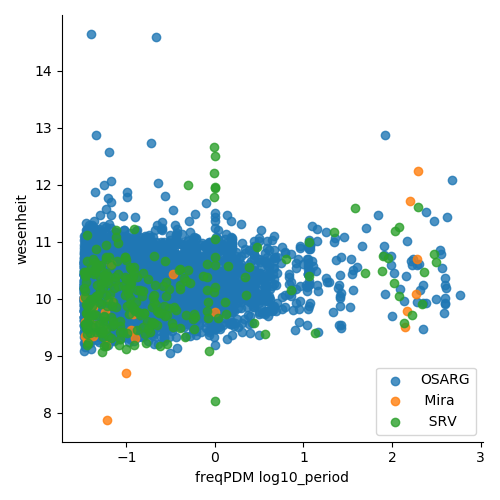 14
13
12
11
10
9
8
wesenheit
−1
0
1
2
3
freqPDM log10_period
OSARG
Mira
SRV